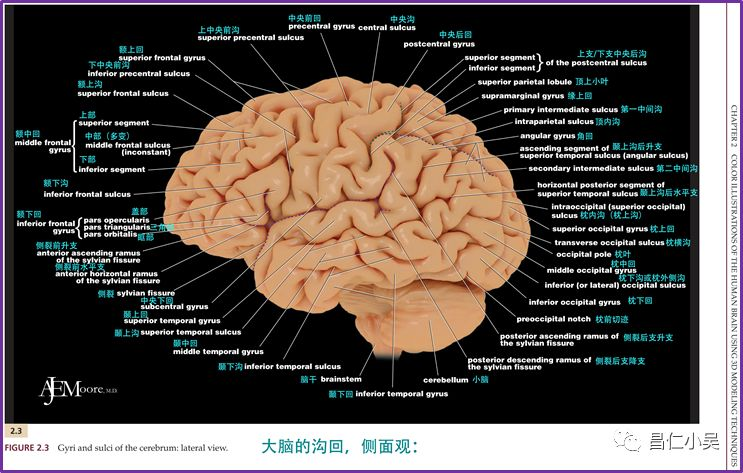 中央前回
precentral gyrus
中央沟
central sulcus
上中央前沟
superior precentral sulcus
中央后回
postcentral gyrus
额上回
superior frontal gyrus
下中央前沟
inferior precentral sulcus
额上沟
superior frontal sulcus
上部
superior segment
额中回
middle frontal
gyrus
中部（多变）
middle frontal sulcus
(inconstant)
下部
inferior segment
额下沟
inferior frontal sulcus
额下回
inferior frontal
gyrus
盖部
pars opercularis
pars triangularis 三角部
pars orbitalis 眶部
侧裂前升支
anterior ascending ramus
of the sylvian fissure
侧裂前水平支
anterior horizontal ramus
of the sylvian fissure
侧裂 sylvian fissure
中央下回
subcentral gyrus
颞上回
superior temporal gyrus
颞上沟 superior temporal sulcus
颞中回
middle temporal gyrus
颞下沟 inferior temporal sulcus
脑干 brainstem
颞下回 inferior temporal gyrus
cerebellum 小脑
superior segment
inferior segment
上支/下支中央后沟
of the postcentral sulcus
superior parietal lobule 顶上小叶
supramarginal gyrus 缘上回
primary intermediate sulcus 第一中间沟
intraparietal sulcus 顶内沟
angular gyrus 角回
ascending segment of 颞上沟后升支
superior temporal sulcus (angular sulcus)
secondary intermediate sulcus 第二中间沟
horizontal posterior segment of
superior temporal sulcus 颞上沟后水平支
intraoccipital (superior occipital)
sulcus 枕内沟（枕上沟）
superior occipital gyrus 枕上回
transverse occipital sulcus 枕横沟
occipital pole 枕叶
枕中回
middle occipital gyrus
枕下沟或枕外侧沟
inferior (or lateral) occipital sulcus
inferior occipital gyrus 枕下回
preoccipital notch 枕前切迹
posterior ascending ramus of 侧裂后支升支
the sylvian fissure
posterior descending ramus of 侧裂后支降支
the sylvian fissure
AJEMoore, M.D.
2.3
FIGURE 2.3 Gyri and sulci of the cerebrum: lateral view.
大脑的沟回，侧面观：
昌仁小吴
CHAPTER 2 COLOR ILLUSTRATIONS OF THE HUMAN BRAIN USING 3D MODELING TECHNIQUES